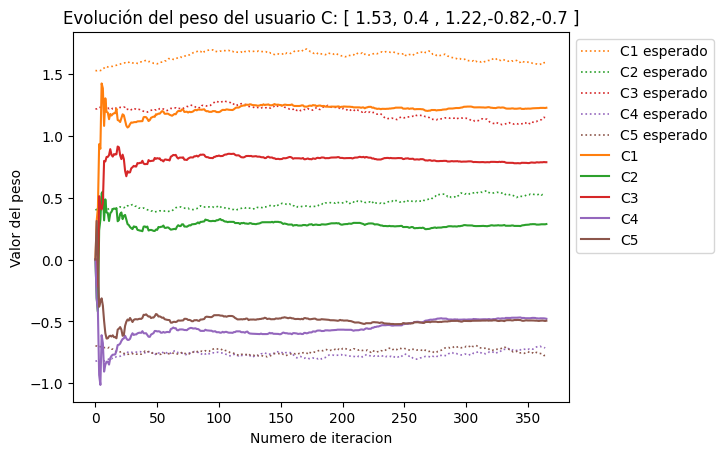 Evolución del peso del usuario C: [ 1.53, 0.4 , 1.22,-0.82,-0.7 ]
Valor del peso
1.5
1.0
0.5
0.0
−0.5
−1.0
0 50 100 150 200 250 300 350
Numero de iteracion
C1 esperado
C2 esperado
C3 esperado
C4 esperado
C5 esperado
C1
C2
C3
C4
C5